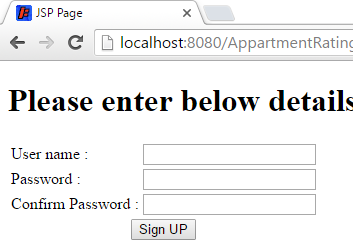 JSP Page
localhost:8080/AppartmentRating
Please enter below details
User name :
Password :
Confirm Password :
Sign UP